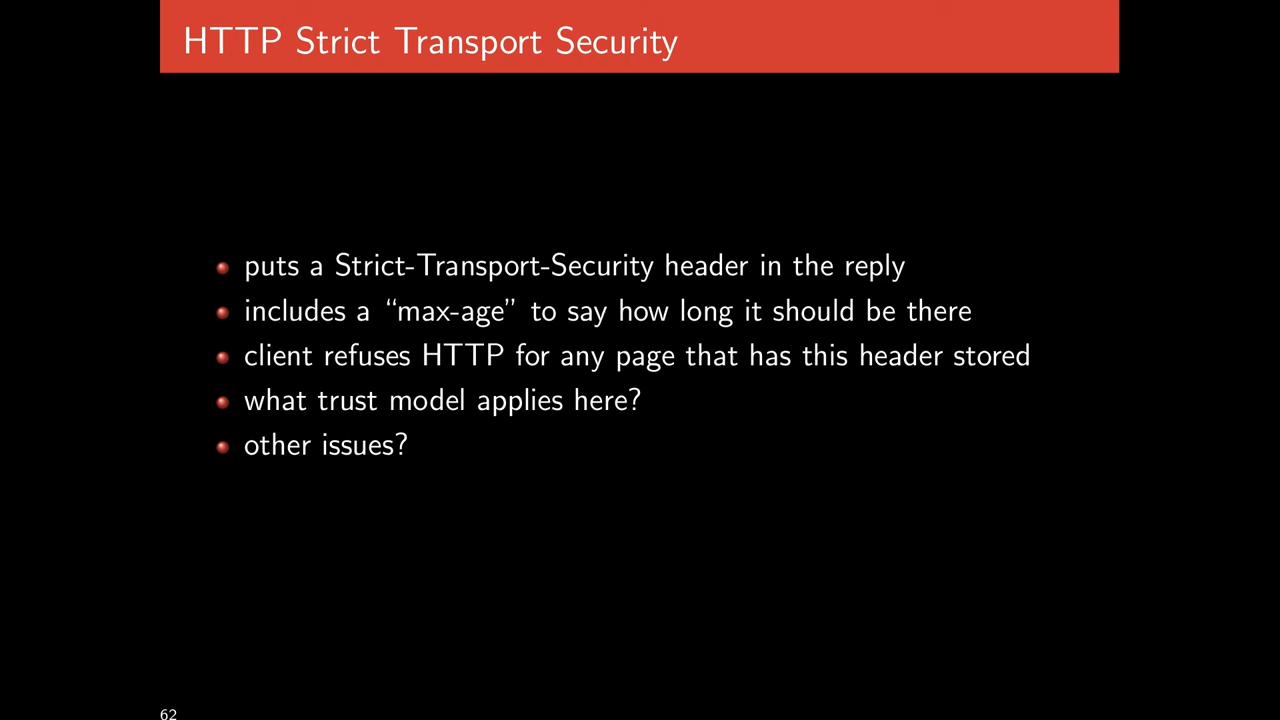 HTTP Strict Transport Security
puts a Strict-Transport-Security header in the reply
includes a “max-age” to say how long it should be there
client refuses HTTP for any page that has this header stored
what trust model applies here?
other issues?
62